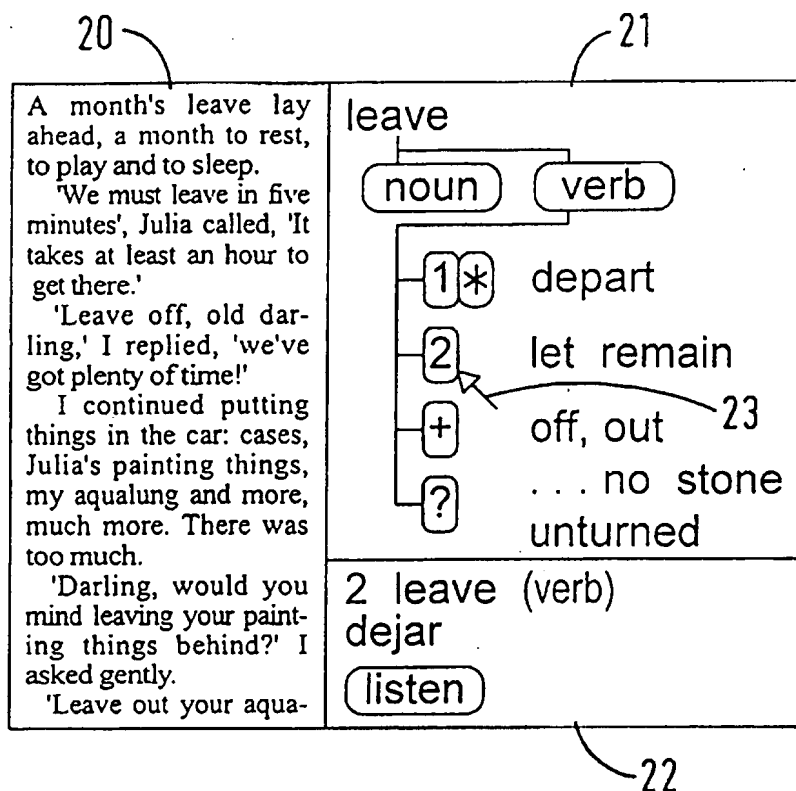 20
21
A month's leave lay
ahead, a month to rest,
to play and to sleep.
'We must leave in five
minutes', Julia called, 'It
takes at least an hour to
get there.'
'Leave off, old dar-
ling,' I replied, 'we've
got plenty of time!'
I continued putting
things in the car: cases,
Julia's painting things,
my aqualung and more,
much more. There was
too much.
'Darling, would you
mind leaving your paint-
ing things behind?' I
asked gently.
'Leave out your aqua-
leave
noun verb
1 * depart
2 let remain
23
+ off, out
? . . . no stone
unturned
2 leave (verb)
dejar
listen
22